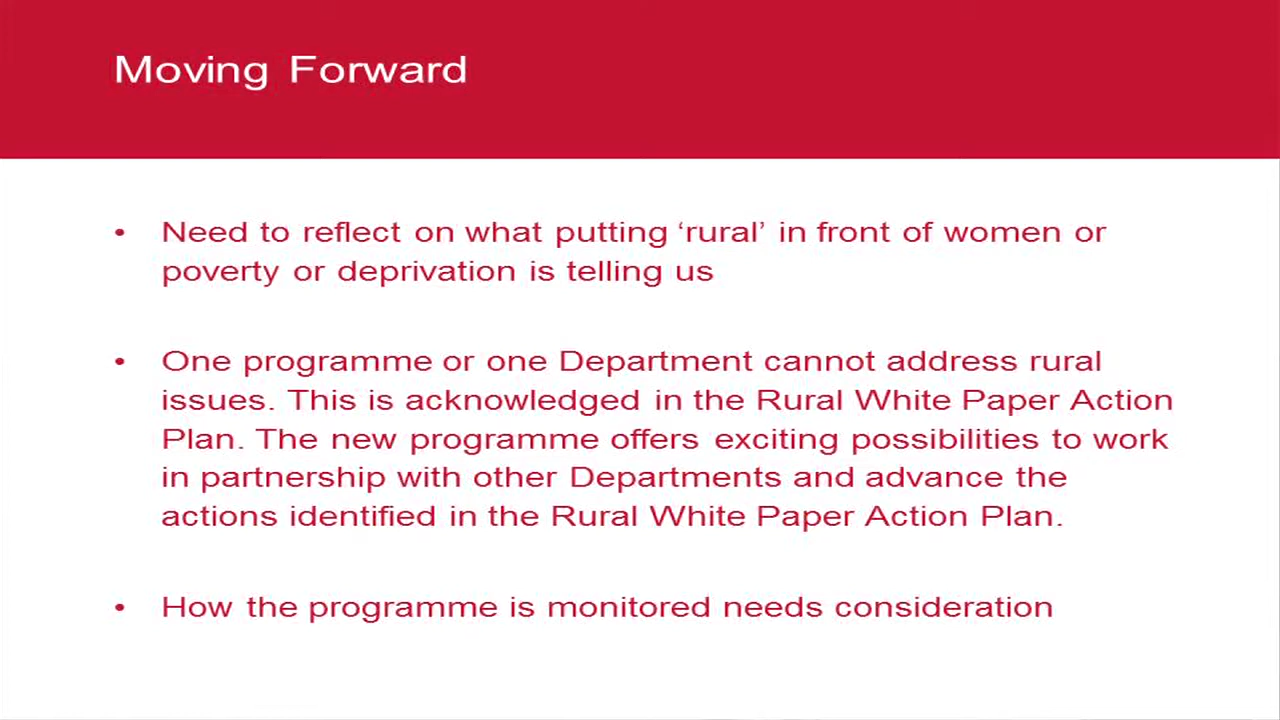 Moving Forward
• Need to reflect on what putting ‘rural’ in front of women or
poverty or deprivation is telling us
• One programme or one Department cannot address rural
issues. This is acknowledged in the Rural White Paper Action
Plan. The new programme offers exciting possibilities to work
in partnership with other Departments and advance the
actions identified in the Rural White Paper Action Plan.
• How the programme is monitored needs consideration